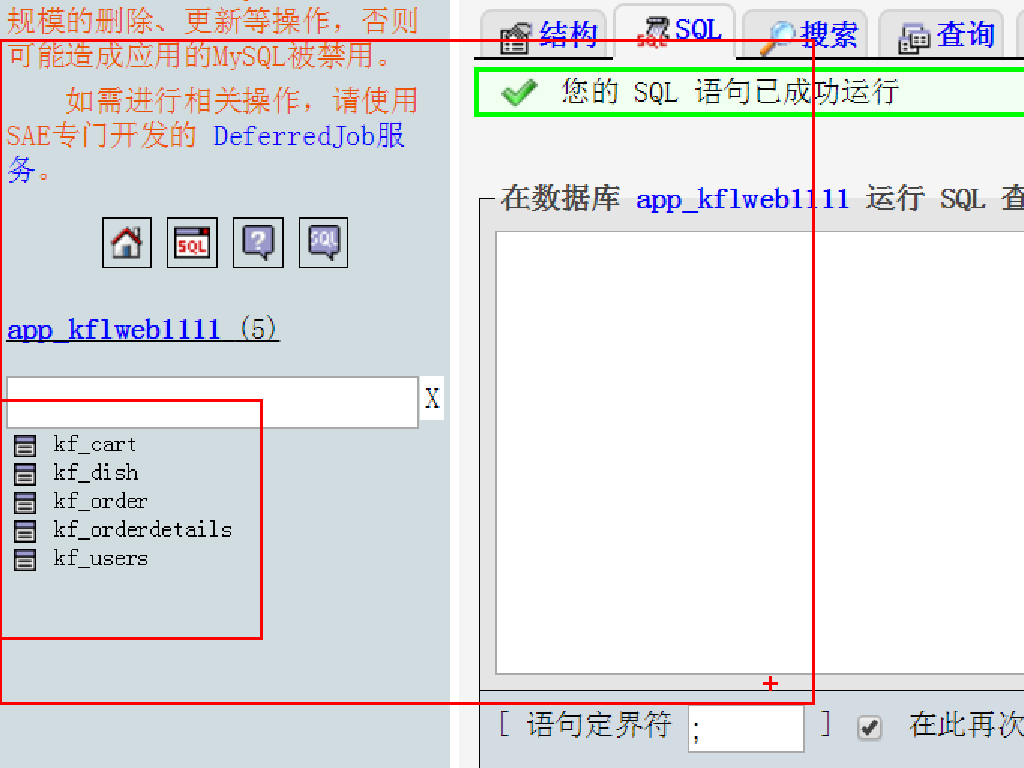 规模的删除、更新等操作，否则
可能造成应用的MySQL被禁用。
如需进行相关操作，请使用
SAE专门开发的 DeferredJob服
务。
SQL
?
SQL
app_kflweb1111 (5)
X
kf_cart
kf_dish
kf_order
kf_orderdetails
kf_users
结构
SQL
搜索
查询
您的 SQL 语句已成功运行
在数据库 app_kflweb1111 运行 SQL 查
[ 语句定界符 ; ] 在此再次